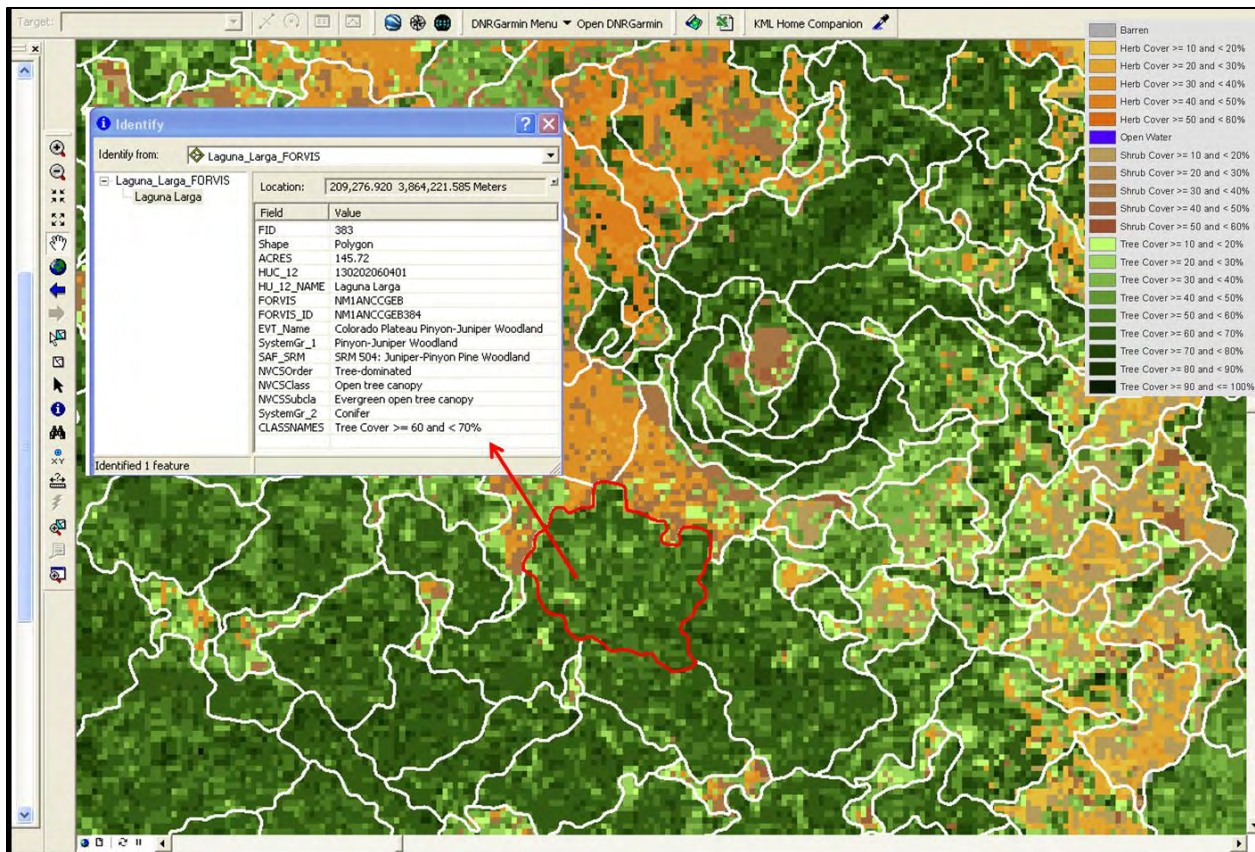 Target:
DNRGarmin Menu Open DNRGarmin KML Home Companion
Identify
Identify from: Laguna_Larga_FORVIS
Laguna_Larga_FORVIS
Laguna Larga
Location: 209,276.920 3,864,221.585 Meters
Field Value
FID 383
Shape Polygon
ACRES 145.72
HUC_12 130202060401
HU_12_NAME Laguna Larga
FORVIS NM1ANCCGEB
FORVIS_ID NM1ANCCGEB384
EVT_Name Colorado Plateau Pinyon-Juniper Woodland
SystemGr_1 Pinyon-Juniper Woodland
SAF_SRM SRM 504: Juniper-Pinyon Pine Woodland
NVCSOrder Tree-dominated
NVCSClass Open tree canopy
NVCSSubcla Evergreen open tree canopy
SystemGr_2 Conifer
CLASSNAMES Tree Cover >= 60 and < 70%
Identified 1 feature
Barren
Herb Cover >= 10 and < 20%
Herb Cover >= 20 and < 30%
Herb Cover >= 30 and < 40%
Herb Cover >= 40 and < 50%
Herb Cover >= 50 and < 60%
Open Water
Shrub Cover >= 10 and < 20%
Shrub Cover >= 20 and < 30%
Shrub Cover >= 30 and < 40%
Shrub Cover >= 40 and < 50%
Shrub Cover >= 50 and < 60%
Tree Cover >= 10 and < 20%
Tree Cover >= 20 and < 30%
Tree Cover >= 30 and < 40%
Tree Cover >= 40 and < 50%
Tree Cover >= 50 and < 60%
Tree Cover >= 60 and < 70%
Tree Cover >= 70 and < 80%
Tree Cover >= 80 and < 90%
Tree Cover >= 90 and <= 100%
XY